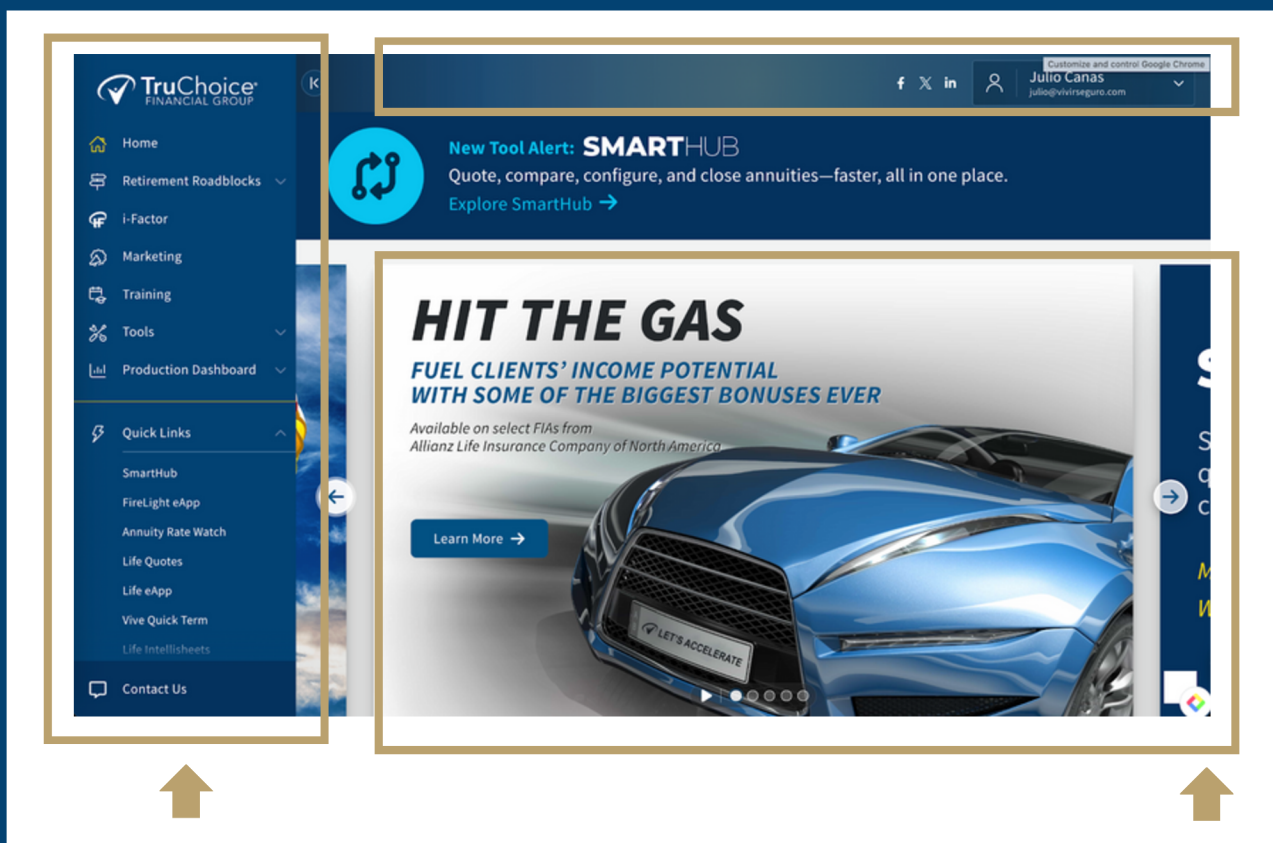 TruChoice®
FINANCIAL GROUP
Home
Retirement Roadblocks
i-Factor
Marketing
Training
Tools
Production Dashboard
Quick Links
SmartHub
FireLight eApp
Annuity Rate Watch
Life Quotes
Life eApp
Vive Quick Term
Life Intellisheets
Contact Us
Customize and control Google Chrome
Julio Canas
julio@vivirseguro.com
New Tool Alert: SMARTHUB
Quote, compare, configure, and close annuities—faster, all in one place.
Explore SmartHub
HIT THE GAS
FUEL CLIENTS' INCOME POTENTIAL
WITH SOME OF THE BIGGEST BONUSES EVER
Available on select FIAs from
Allianz Life Insurance Company of North America
Learn More
LET'S ACCELERATE